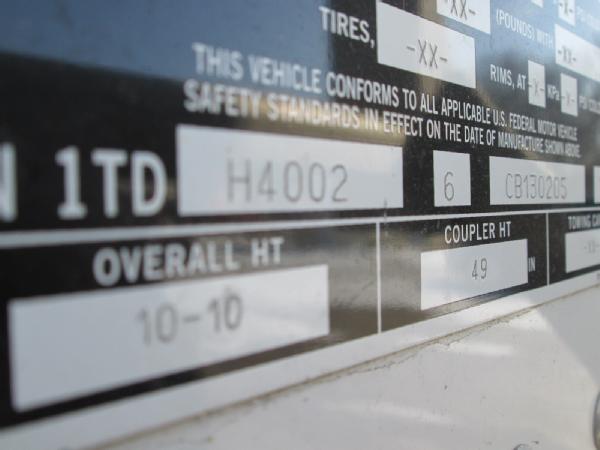 -XX-
TIRES, -XX- (POUNDS) WITH -XX-
RIMS, AT -X- KPa -X-
THIS VEHICLE CONFORMS TO ALL APPLICABLE U.S. FEDERAL MOTOR VEHICLE
SAFETY STANDARDS IN EFFECT ON THE DATE OF MANUFACTURE SHOWN ABOVE.
N 1TD H4002 6 CB130205
OVERALL HT COUPLER HT TOWING
10-10 49 IN -XX-